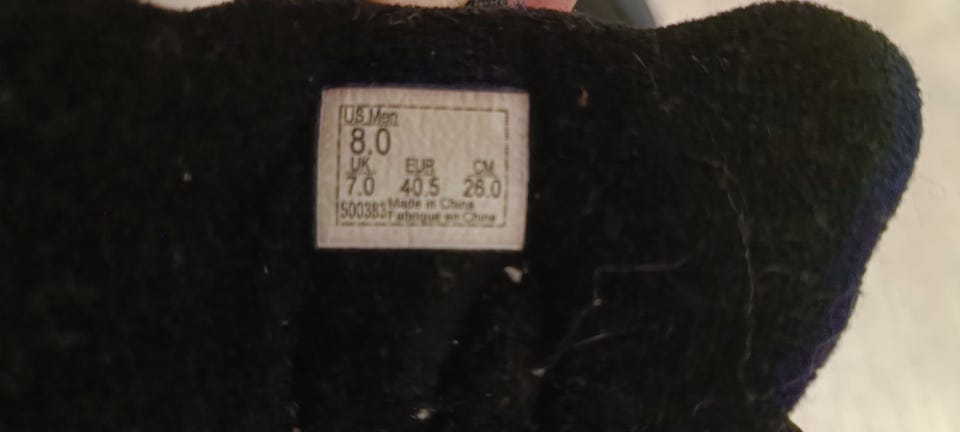 US Men
8.0
UK EUR CM
7.0 40.5 26.0
500383 Made in China
Fabriqué en Chine